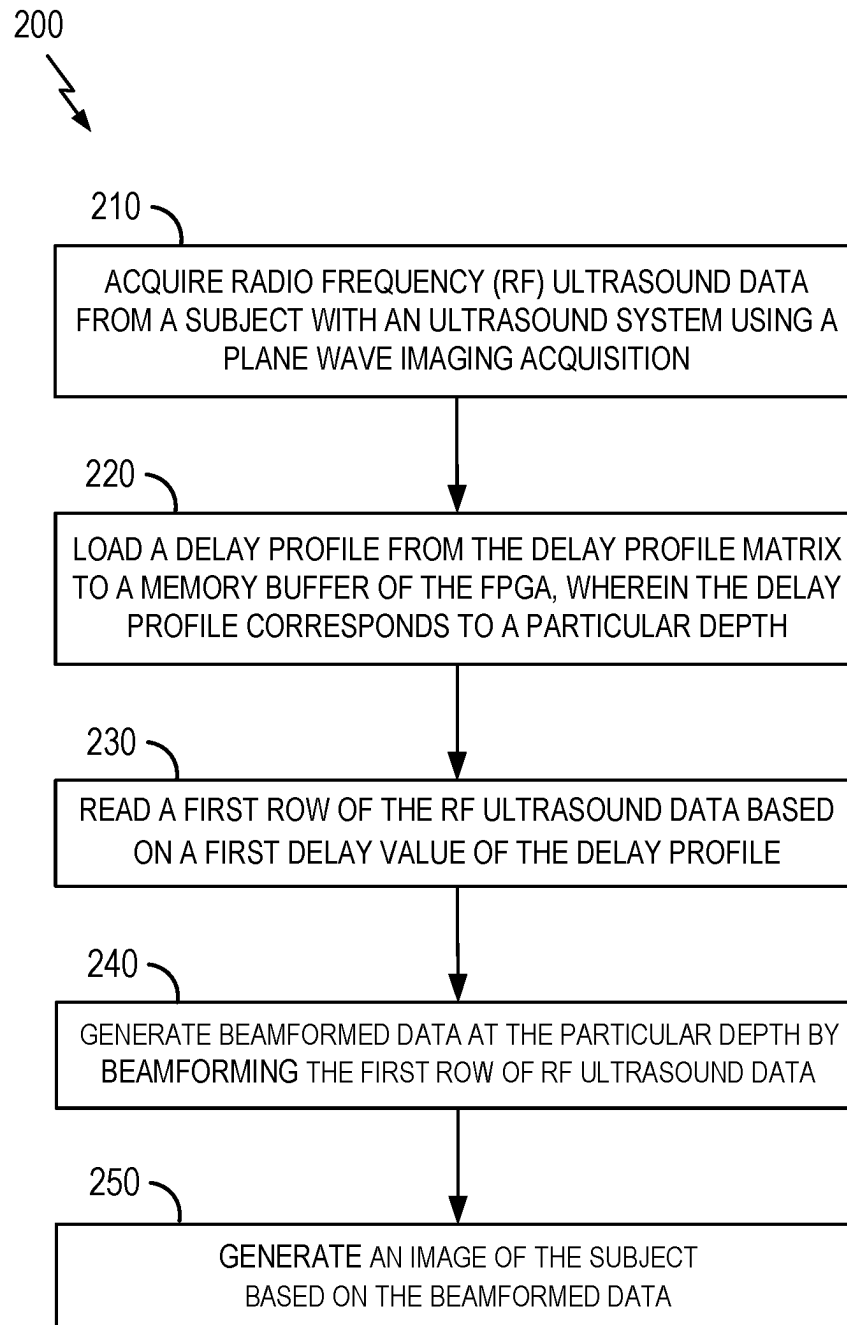 200
210
ACQUIRE RADIO FREQUENCY (RF) ULTRASOUND DATA
FROM A SUBJECT WITH AN ULTRASOUND SYSTEM USING A
PLANE WAVE IMAGING ACQUISITION
220
LOAD A DELAY PROFILE FROM THE DELAY PROFILE MATRIX
TO A MEMORY BUFFER OF THE FPGA, WHEREIN THE DELAY
PROFILE CORRESPONDS TO A PARTICULAR DEPTH
230
READ A FIRST ROW OF THE RF ULTRASOUND DATA BASED
ON A FIRST DELAY VALUE OF THE DELAY PROFILE
240
GENERATE BEAMFORMED DATA AT THE PARTICULAR DEPTH BY
BEAMFORMING THE FIRST ROW OF RF ULTRASOUND DATA
250
GENERATE AN IMAGE OF THE SUBJECT
BASED ON THE BEAMFORMED DATA